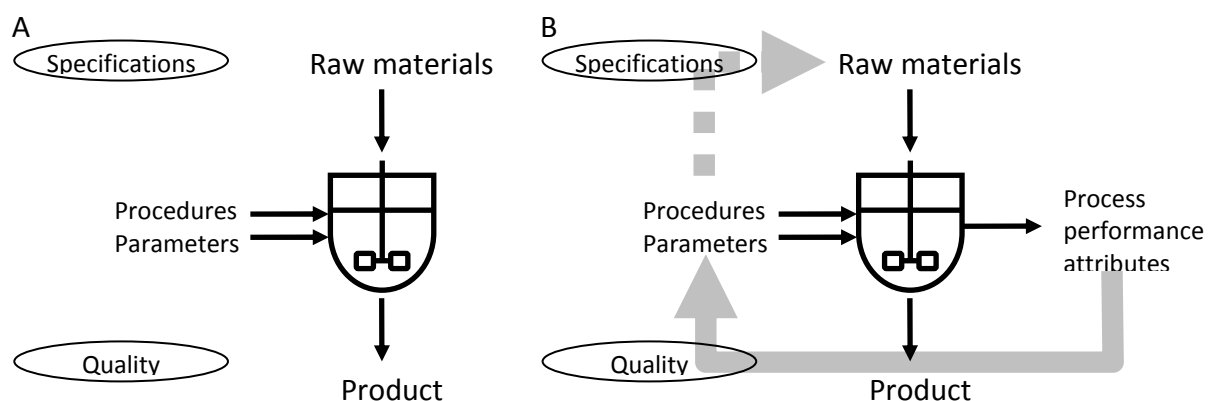 A
Specifications
Raw materials
Procedures
Parameters
Quality
Product
B
Specifications
Raw materials
Procedures
Parameters
Process
performance
attributes
Quality
Product